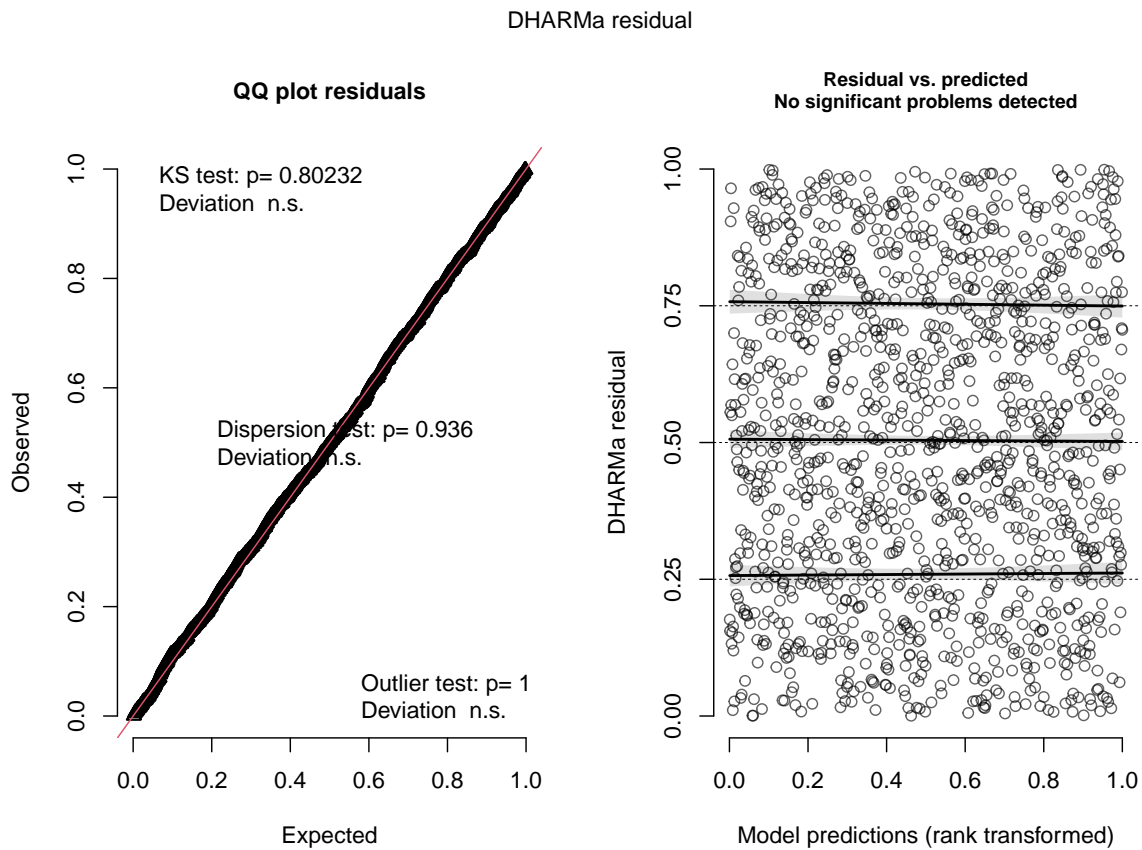 DHARMa residual
QQ plot residuals
KS test: p= 0.80232
Deviation  n.s.
Dispersion test: p= 0.936
Deviation  n.s.
Outlier test: p= 1
Deviation  n.s.
Observed
1.0
0.8
0.6
0.4
0.2
0.0
0.0 0.2 0.4 0.6 0.8 1.0
Expected
Residual vs. predicted
No significant problems detected
DHARMa residual
1.00
0.75
0.50
0.25
0.00
0.0 0.2 0.4 0.6 0.8 1.0
Model predictions (rank transformed)